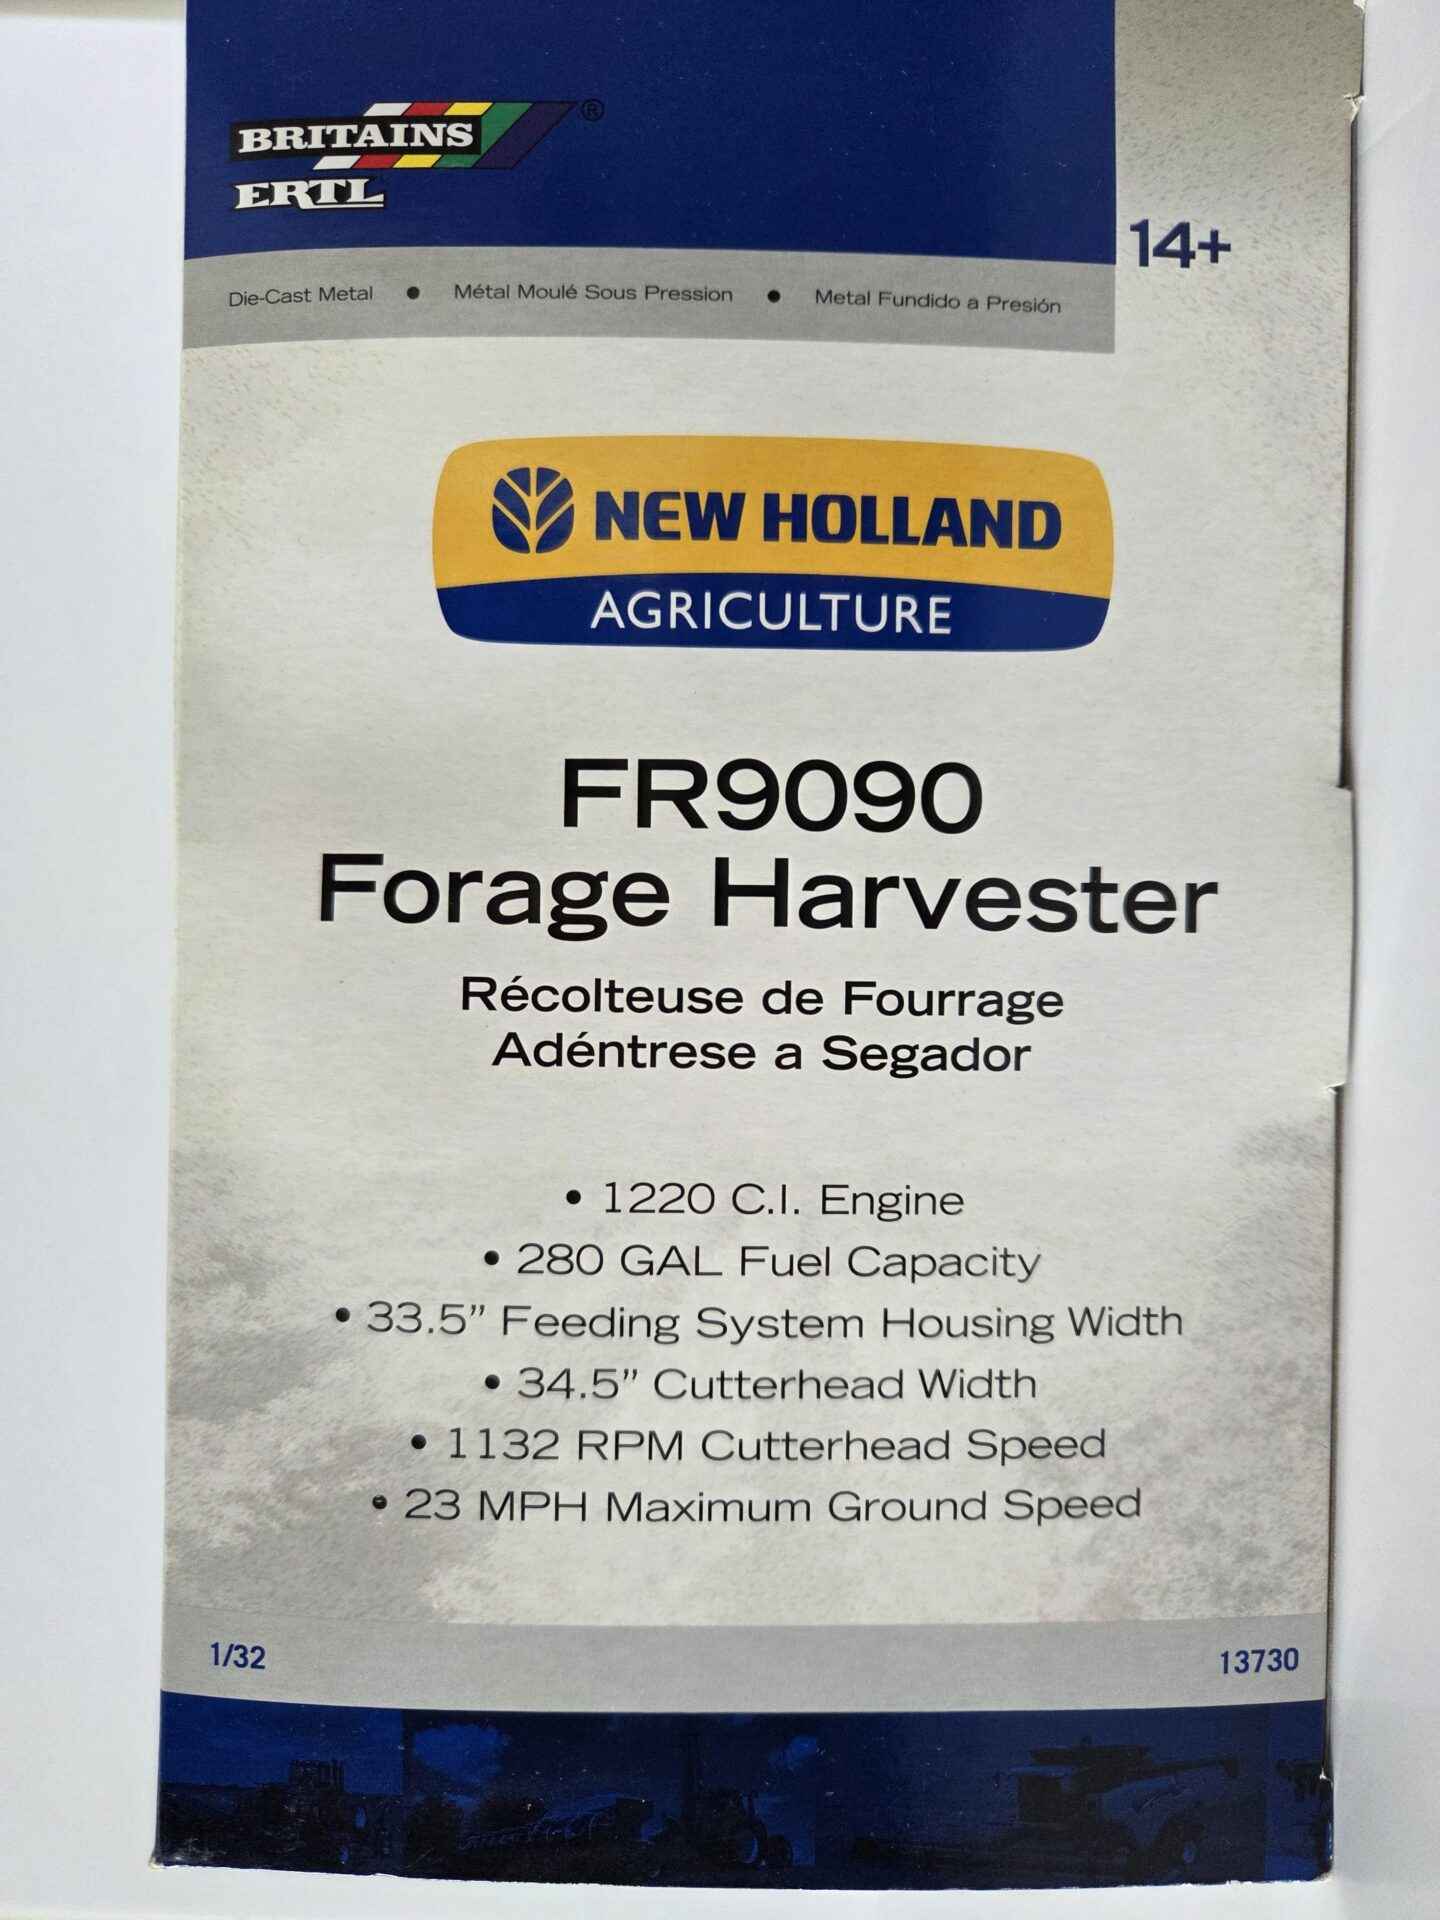 BRITAINS ®
ERTL
14+
Die-Cast Metal • Métal Moulé Sous Pression • Metal Fundido a Presión
NEW HOLLAND
AGRICULTURE
FR9090
Forage Harvester
Récolteuse de Fourrage
Adéntrese a Segador
• 1220 C.I. Engine
• 280 GAL Fuel Capacity
• 33.5” Feeding System Housing Width
• 34.5” Cutterhead Width
• 1132 RPM Cutterhead Speed
• 23 MPH Maximum Ground Speed
1/32 13730